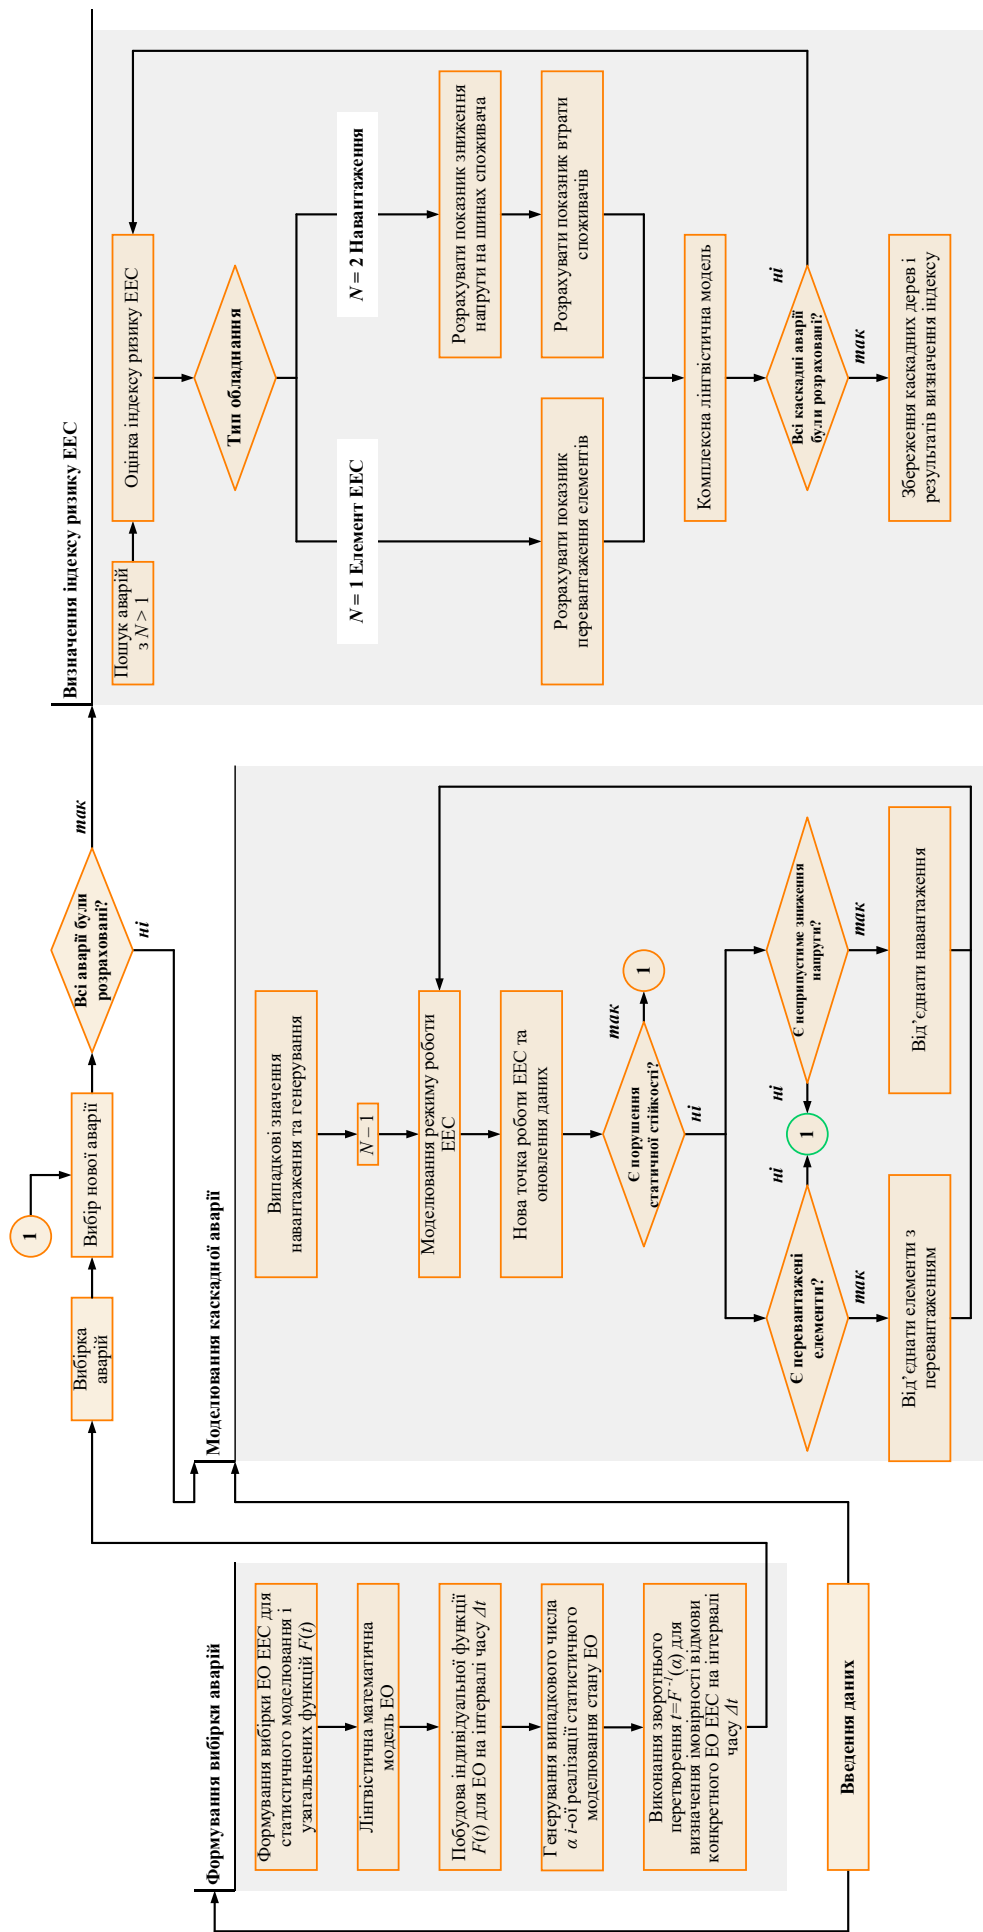 Формування вибірки аварій
Формування вибірки ЕО ЕЕС для
статистичного моделювання і
узагальнених функцій F(t)
Лінгвістична математична
модель ЕО
Побудова індивідуальної функції
F(t) для ЕО на інтервалі часу Δt
Генерування випадкового числа
α i-ої реалізації статистичного
моделювання стану ЕО
Виконання зворотнього
перетворення t=F⁻¹(α) для
визначення імовірності відмови
конкретного ЕО ЕЕС на інтервалі
часу Δt
Введення даних
Вибірка
аварій
1
Вибір нової аварії
Всі аварії були
розраховані?
так
ні
Моделювання каскадної аварії
Випадкові значення
навантаження та генерування
N – 1
Моделювання режиму роботи
ЕЕС
Нова точка роботи ЕЕС та
оновлення даних
Є порушення
статичної стійкості?
так
1
ні
Є перевантажені
елементи?
ні
1
ні
Є неприпустиме зниження
напруги?
так
так
Від’єднати елементи з
перевантаженням
Від’єднати навантаження
Визначення індексу ризику ЕЕС
Пошук аварій
з N > 1
Оцінка індексу ризику ЕЕС
Тип обладнання
N = 1 Елемент ЕЕС
N = 2 Навантаження
Розрахувати показник зниження
напруги на шинах споживача
Розрахувати показник
перевантаження елементів
Розрахувати показник втрати
споживачів
Комплексна лінгвістична модель
Всі каскадні аварії
були розраховані?
ні
так
Збереження каскадних дерев і
результатів визначення індексу